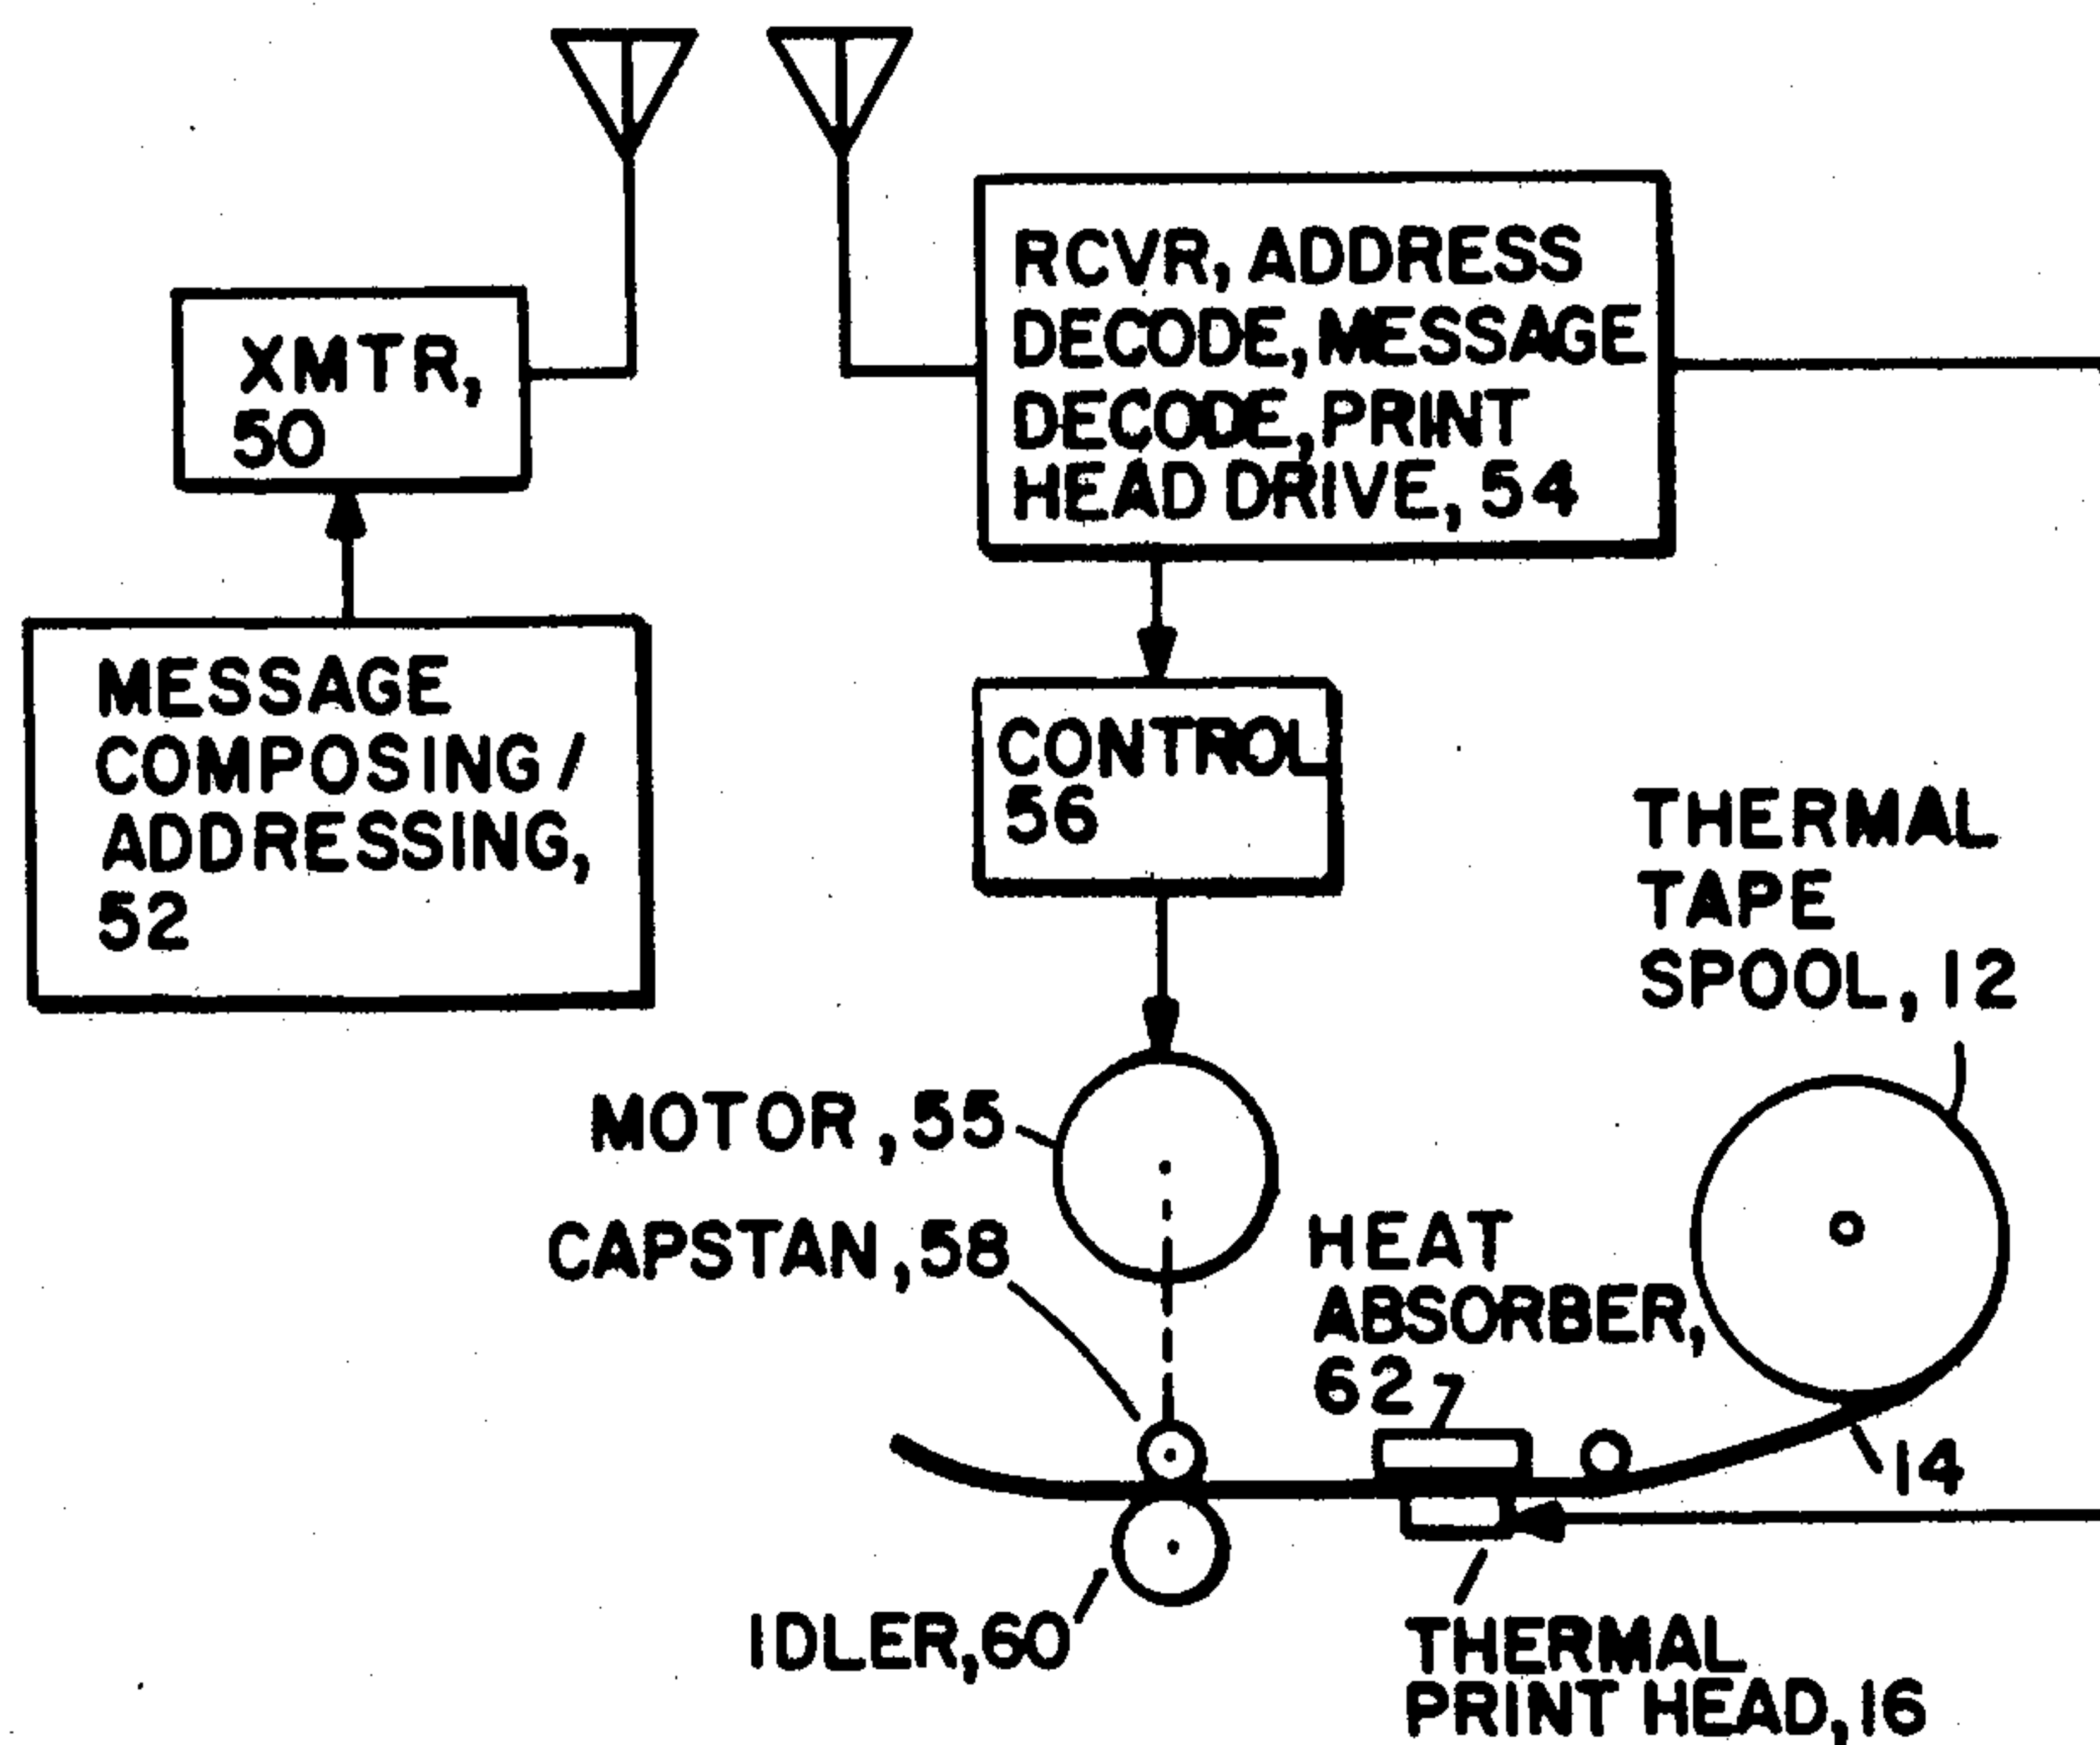 XMTR,
50
RCVR, ADDRESS
DECODE, MESSAGE
DECODE, PRINT
HEAD DRIVE, 54
MESSAGE
COMPOSING/
ADDRESSING,
52
CONTROL
56
THERMAL
TAPE
SPOOL, 12
MOTOR, 55
CAPSTAN, 58
HEAT
ABSORBER,
62
14
IDLER, 60
THERMAL
PRINT HEAD, 16